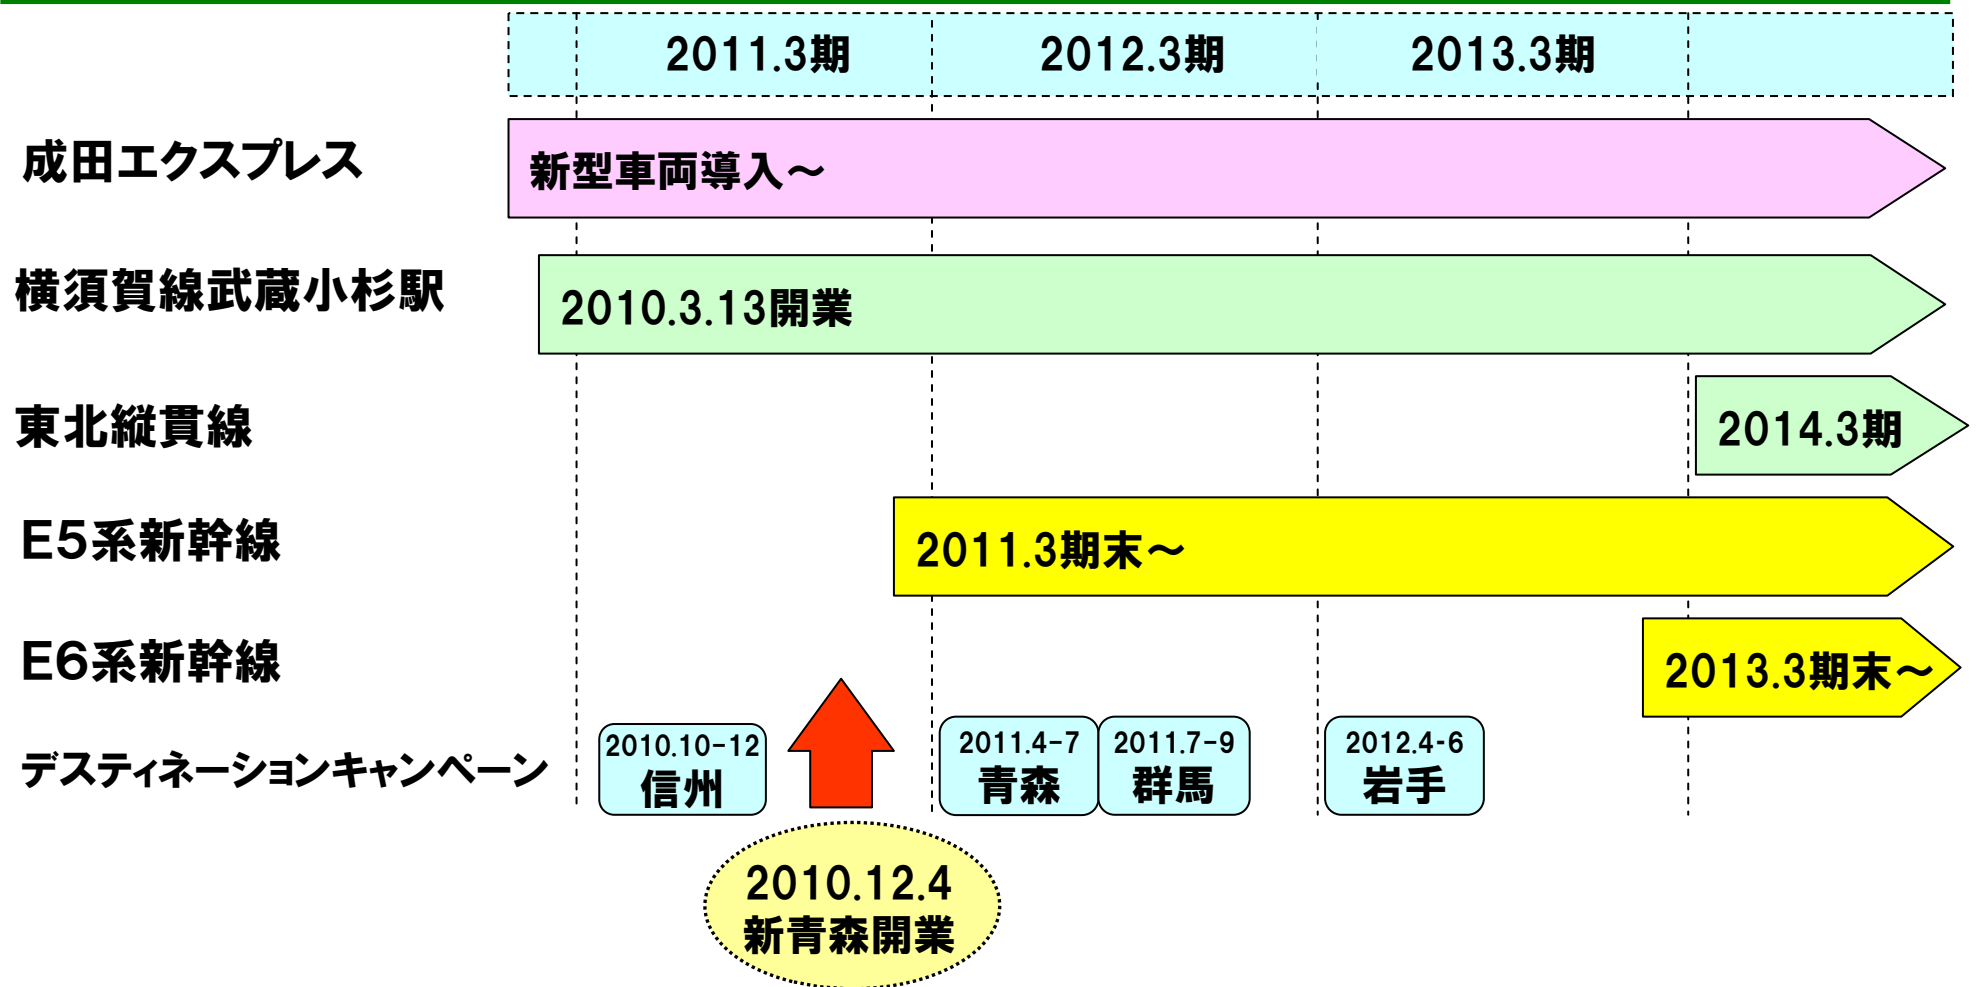 2011.3期 2012.3期 2013.3期
成田エクスプレス
新型車両導入～
横須賀線武蔵小杉駅
2010.3.13開業
東北縦貫線
2014.3期
E5系新幹線
2011.3期末～
E6系新幹線
2013.3期末～
デスティネーションキャンペーン
2010.10-12
信州
2011.4-7
青森
2011.7-9
群馬
2012.4-6
岩手
2010.12.4
新青森開業